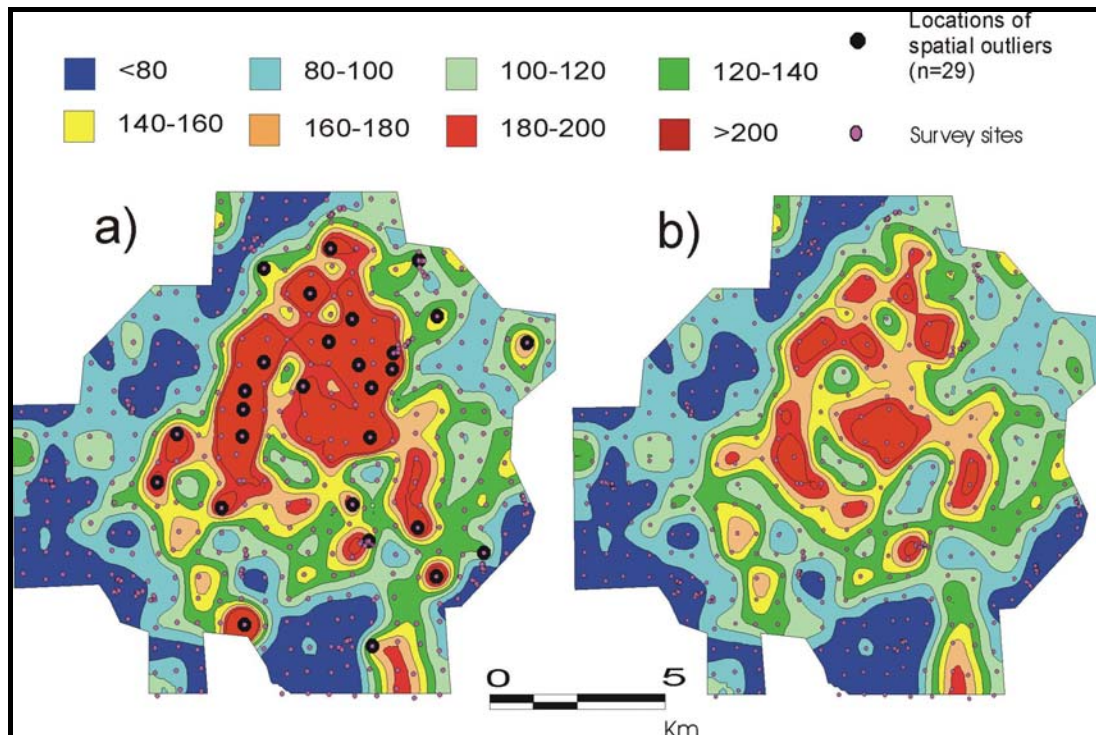 Locations of
spatial outliers
(n=29)
<80
80-100
100-120
120-140
140-160
160-180
180-200
>200
Survey sites
a)
b)
0
5
Km